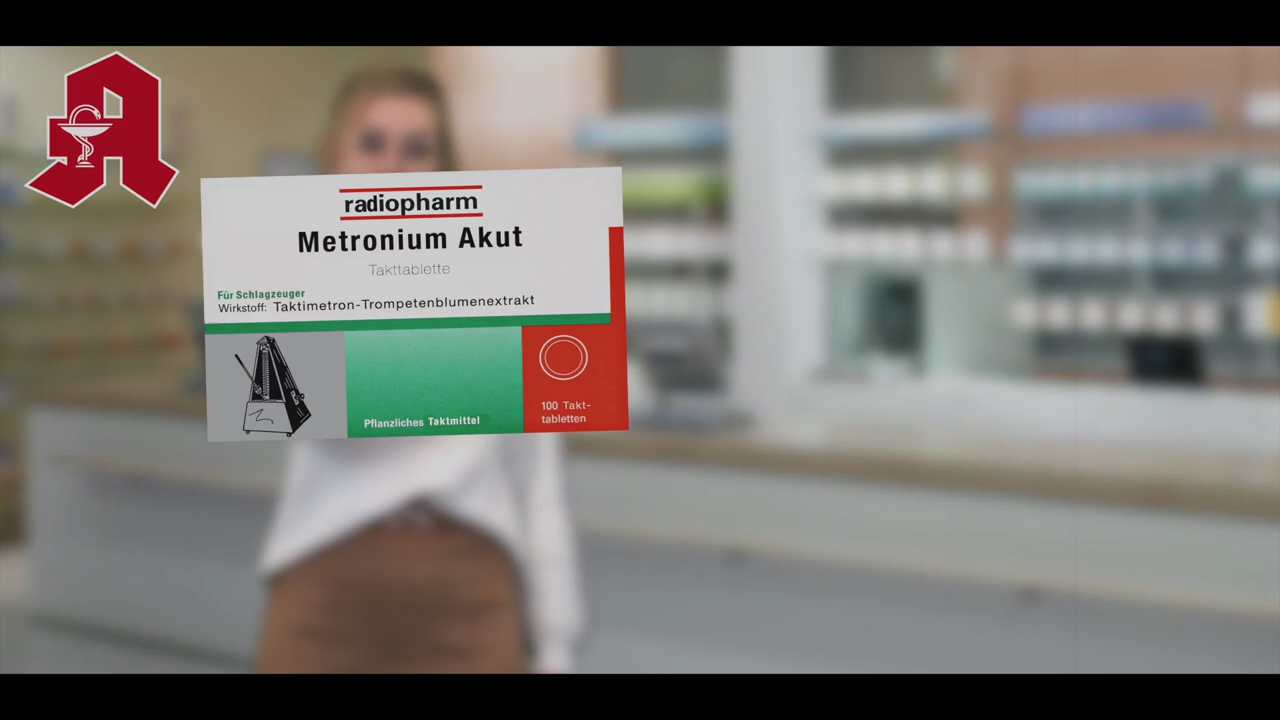 radiopharm
Metronium Akut
Takttablette
Für Schlagzeuger
Wirkstoff: Taktimetron-Trompetenblumenextrakt
Pflanzliches Taktmittel
100 Takt-
tabletten